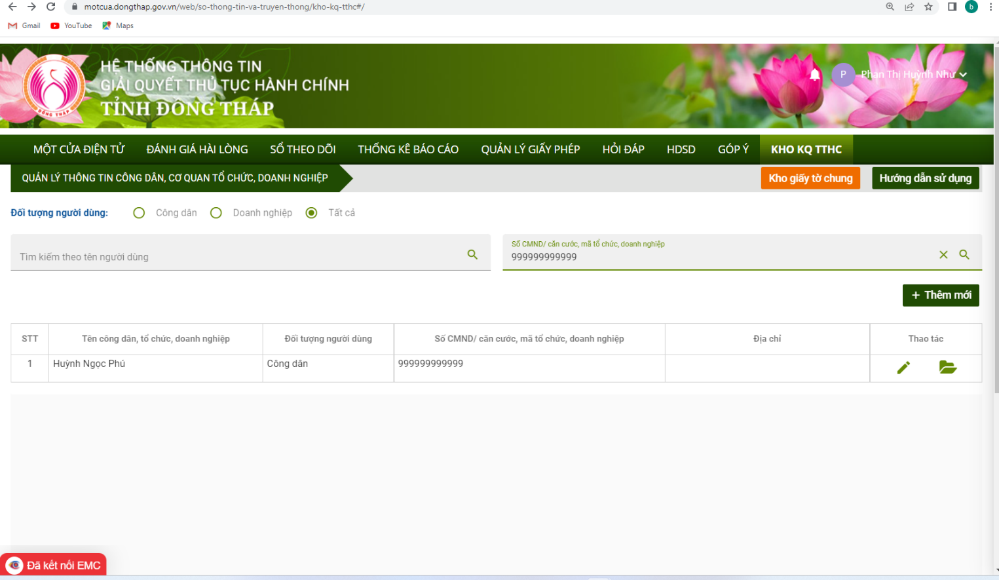 motcua.dongthap.gov.vn/web/so-thong-tin-va-truyen-thong/kho-kq-tthc#/
b
Gmail
YouTube
Maps
HỆ THỐNG THÔNG TIN
GIẢI QUYẾT THỦ TỤC HÀNH CHÍNH
TỈNH ĐỒNG THÁP
ĐỒNG THÁP
P
Phan Thị Huỳnh Như
MỘT CỬA ĐIỆN TỬ
ĐÁNH GIÁ HÀI LÒNG
SỔ THEO DÕI
THỐNG KÊ BÁO CÁO
QUẢN LÝ GIẤY PHÉP
HỎI ĐÁP
HDSD
GÓP Ý
KHO KQ TTHC
QUẢN LÝ THÔNG TIN CÔNG DÂN, CƠ QUAN TỔ CHỨC, DOANH NGHIỆP
Kho giấy tờ chung
Hướng dẫn sử dụng
Đối tượng người dùng:
Công dân
Doanh nghiệp
Tất cả
Tìm kiếm theo tên người dùng
Số CMND/ căn cước, mã tổ chức, doanh nghiệp
999999999999
+ Thêm mới
STT
Tên công dân, tổ chức, doanh nghiệp
Đối tượng người dùng
Số CMND/ căn cước, mã tổ chức, doanh nghiệp
Địa chỉ
Thao tác
1
Huỳnh Ngọc Phú
Công dân
999999999999
Đã kết nối EMC